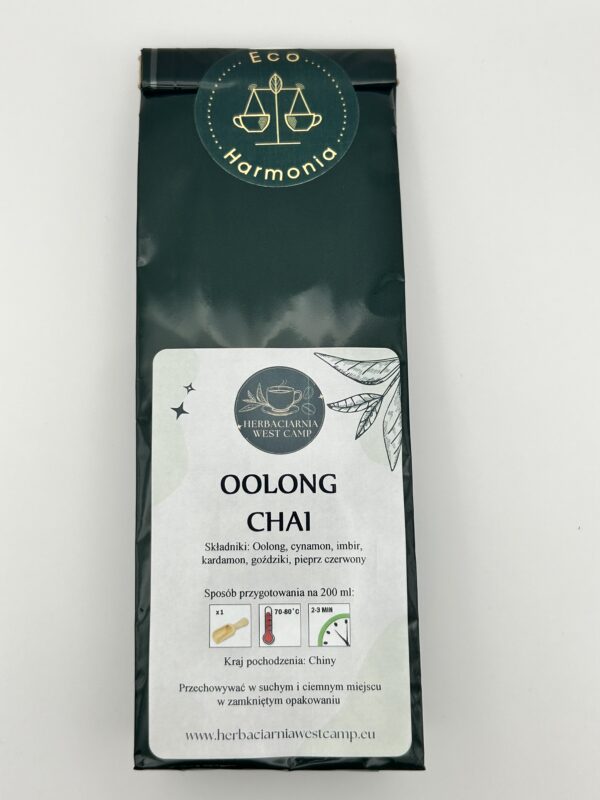 Eco
Harmonia
HERBACIARNIA
WEST CAMP
OOLONG
CHAI
Składniki: Oolong, cynamon, imbir,
kardamon, goździki, pieprz czerwony
Sposób przygotowania na 200 ml:
x 1
70-80°C
2-3 MIN
Kraj pochodzenia: Chiny
Przechowywać w suchym i ciemnym miejscu
w zamkniętym opakowaniu
www.herbaciarniawestcamp.eu